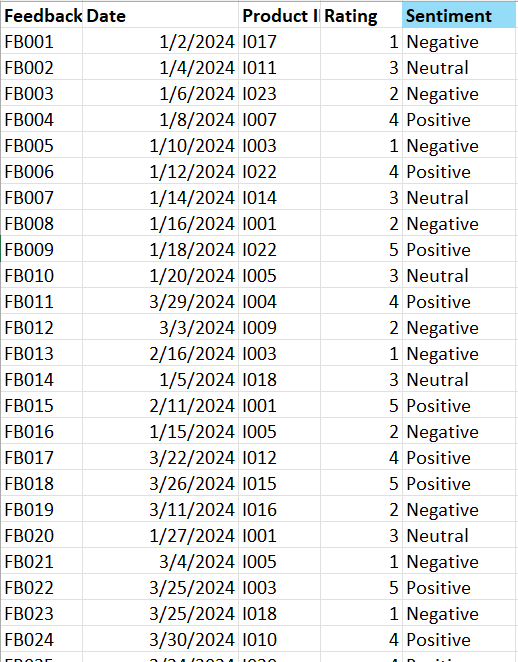 Feedback Date Product I Rating Sentiment
FB001 1/2/2024 I017 1 Negative
FB002 1/4/2024 I011 3 Neutral
FB003 1/6/2024 I023 2 Negative
FB004 1/8/2024 I007 4 Positive
FB005 1/10/2024 I003 1 Negative
FB006 1/12/2024 I022 4 Positive
FB007 1/14/2024 I014 3 Neutral
FB008 1/16/2024 I001 2 Negative
FB009 1/18/2024 I022 5 Positive
FB010 1/20/2024 I005 3 Neutral
FB011 3/29/2024 I004 4 Positive
FB012 3/3/2024 I009 2 Negative
FB013 2/16/2024 I003 1 Negative
FB014 1/5/2024 I018 3 Neutral
FB015 2/11/2024 I001 5 Positive
FB016 1/15/2024 I005 2 Negative
FB017 3/22/2024 I012 4 Positive
FB018 3/26/2024 I015 5 Positive
FB019 3/11/2024 I016 2 Negative
FB020 1/27/2024 I001 3 Neutral
FB021 3/4/2024 I005 1 Negative
FB022 3/25/2024 I003 5 Positive
FB023 3/25/2024 I018 1 Negative
FB024 3/30/2024 I010 4 Positive